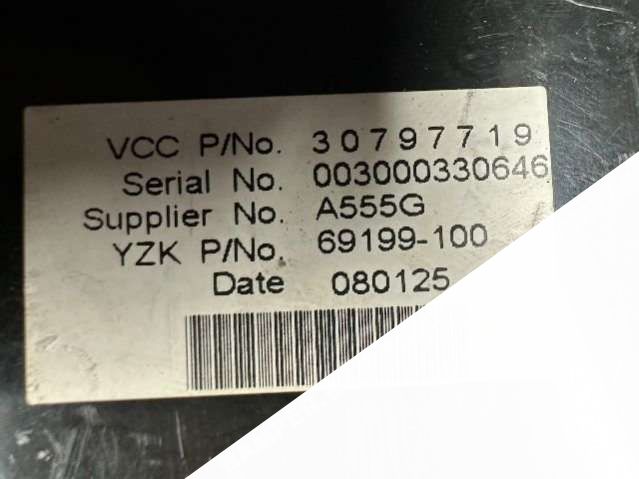 VCC P/No. 30797719
Serial No. 003000330646
Supplier No. A555G
YZK P/No. 69199-100
Date 080125